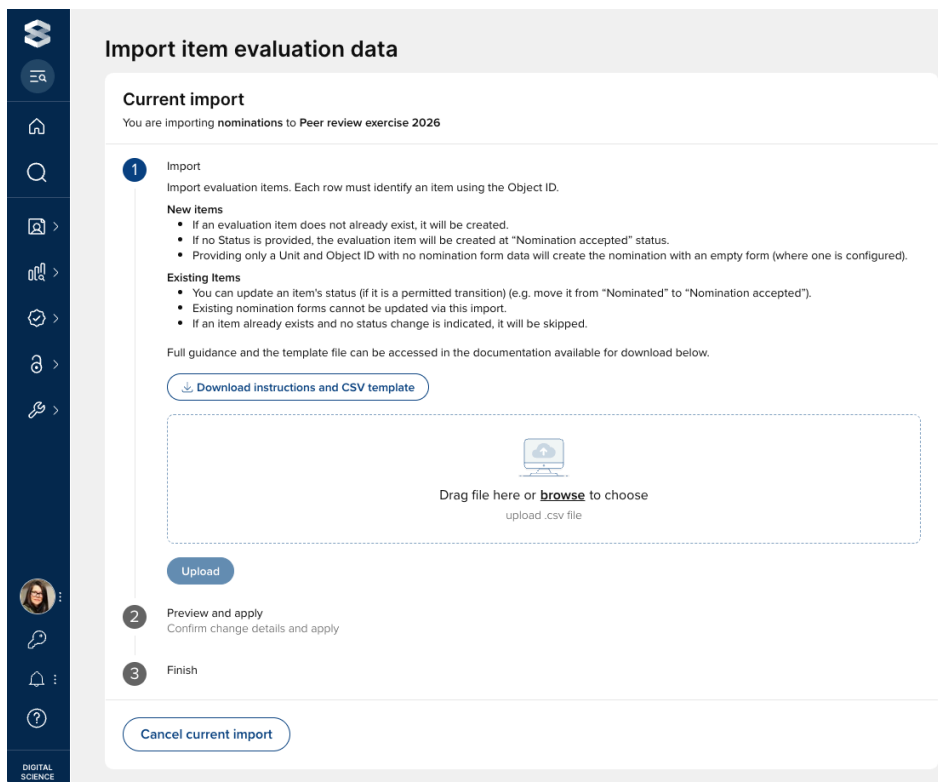 Import item evaluation data
Current import
You are importing nominations to Peer review exercise 2026
1
Import
Import evaluation items. Each row must identify an item using the Object ID.
New items
• If an evaluation item does not already exist, it will be created.
• If no Status is provided, the evaluation item will be created at “Nomination accepted” status.
• Providing only a Unit and Object ID with no nomination form data will create the nomination with an empty form (where one is configured).
Existing Items
• You can update an item's status (if it is a permitted transition) (e.g. move it from “Nominated” to “Nomination accepted”).
• Existing nomination forms cannot be updated via this import.
• If an item already exists and no status change is indicated, it will be skipped.
Full guidance and the template file can be accessed in the documentation available for download below.
Download instructions and CSV template
Drag file here or browse to choose
upload .csv file
Upload
2
Preview and apply
Confirm change details and apply
3
Finish
Cancel current import
DIGITAL
SCIENCE